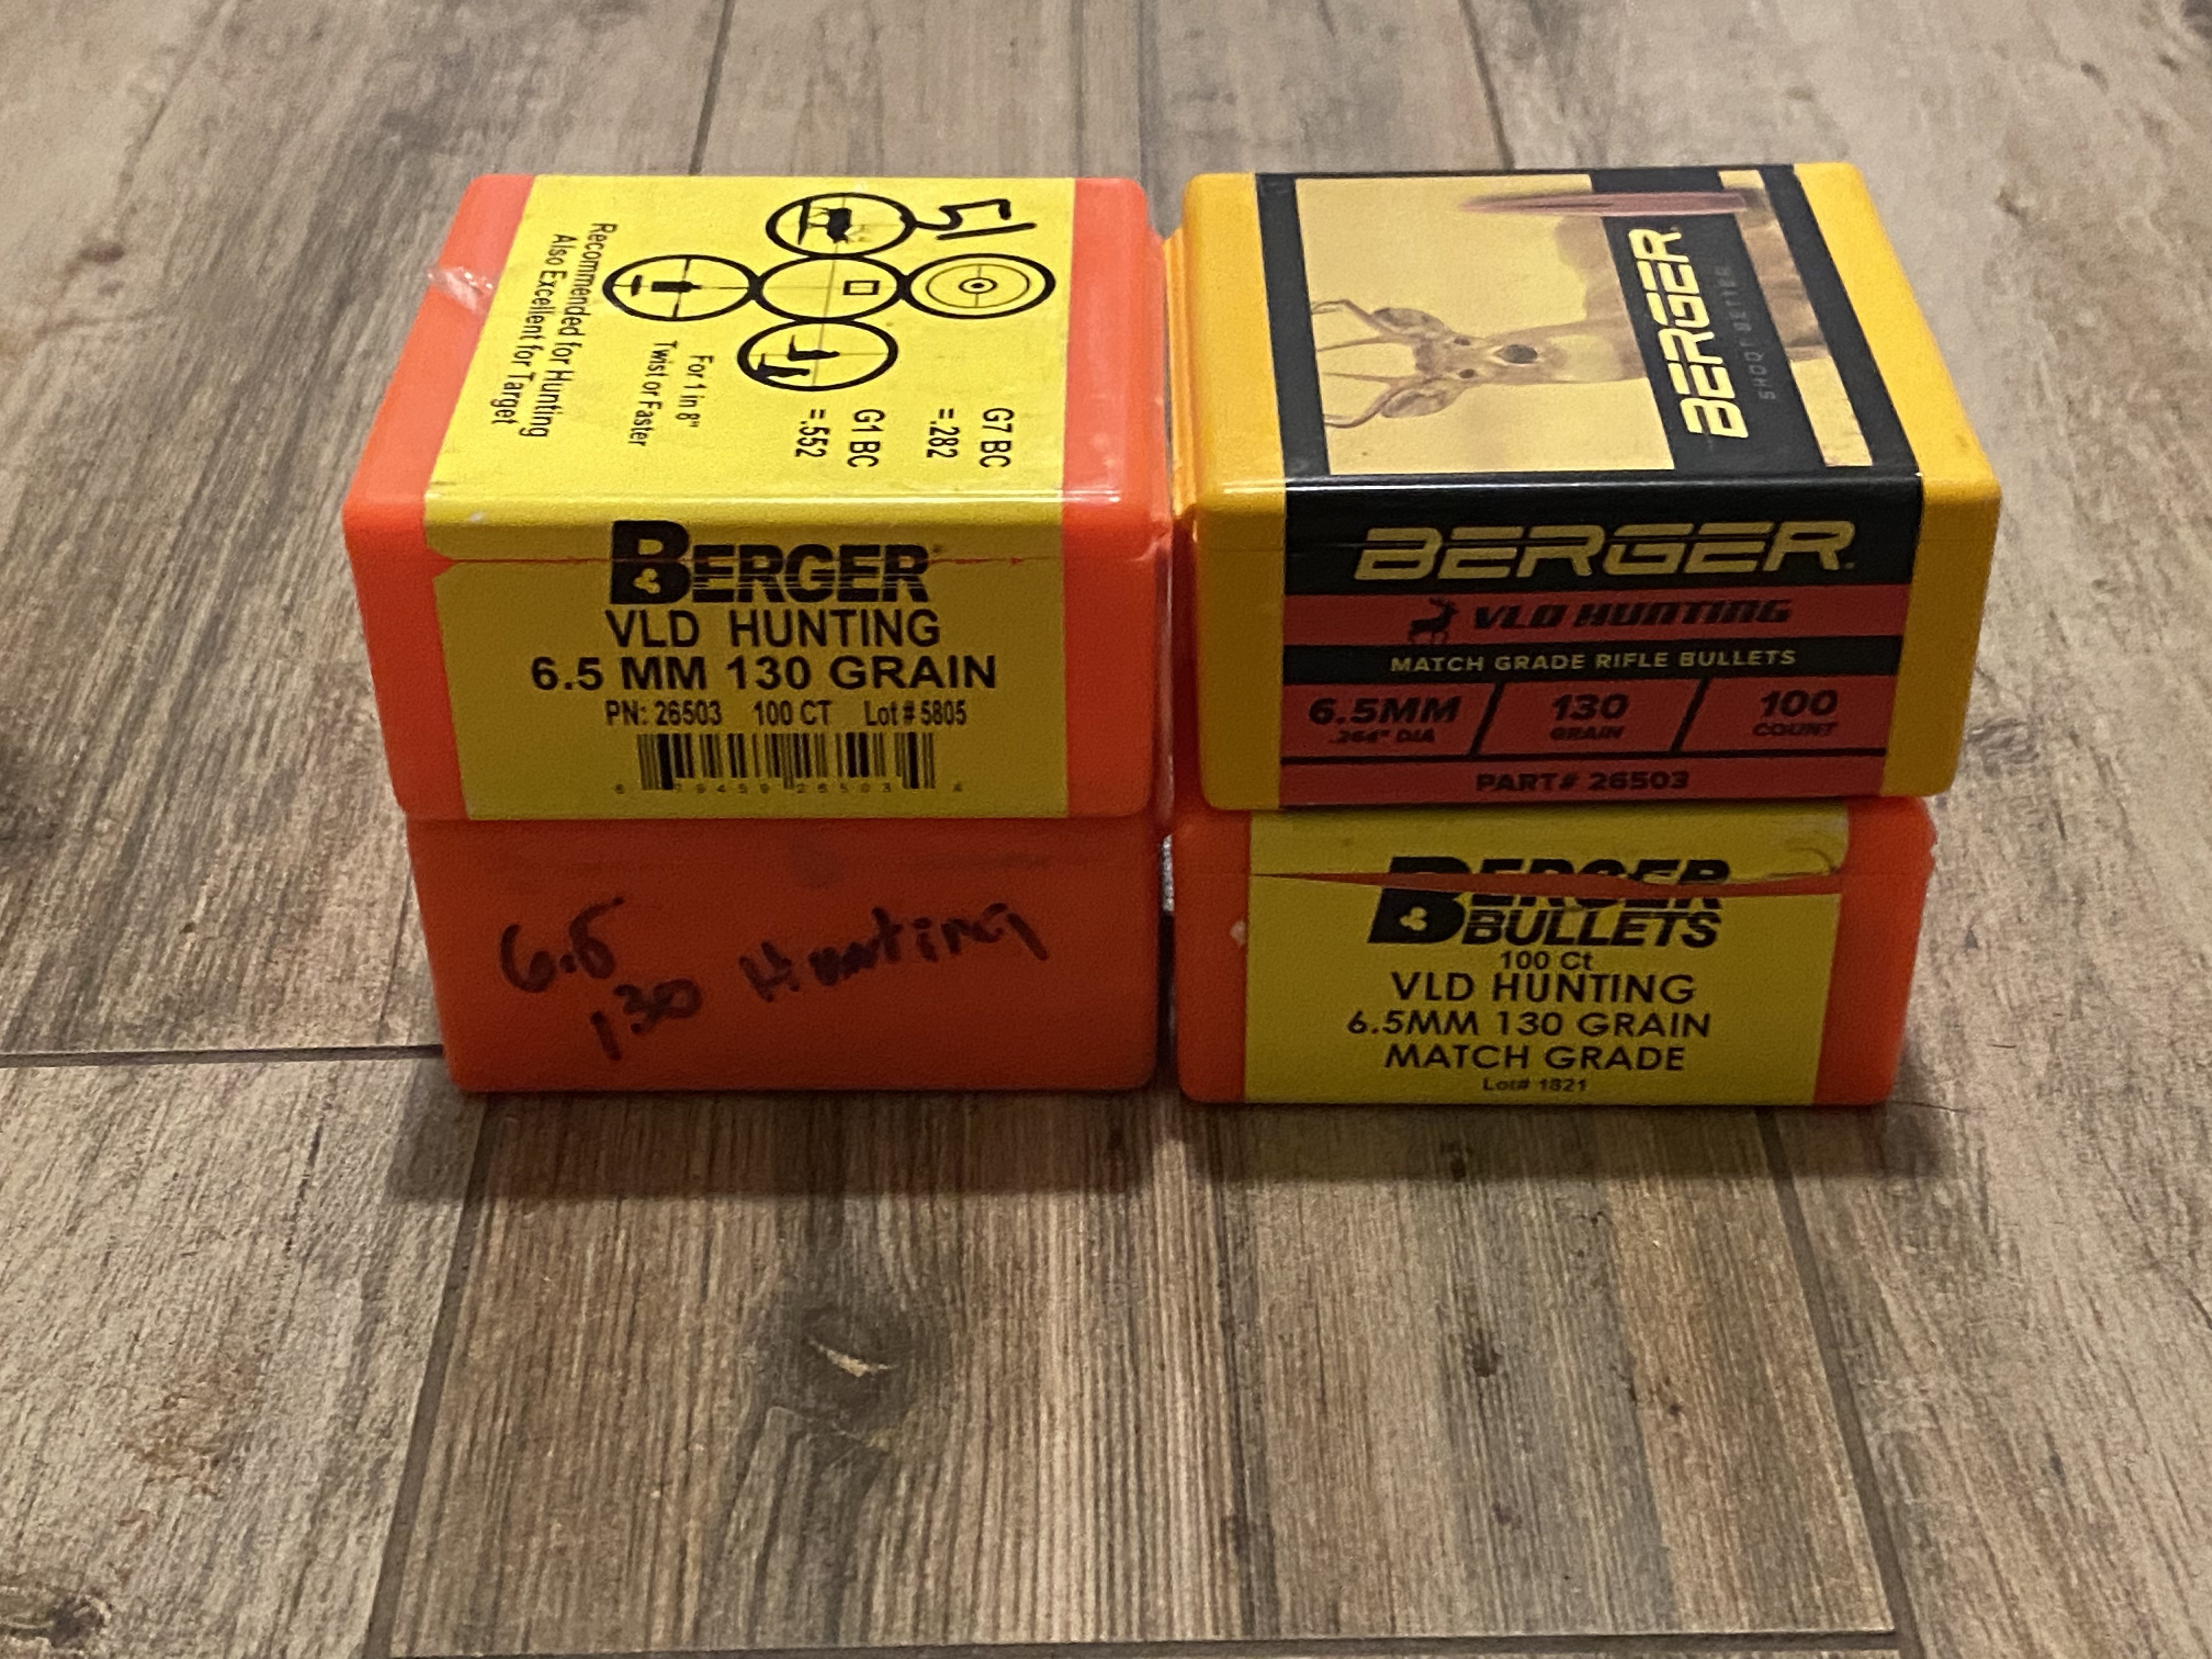 51
G7 BC
= .282
G1 BC
= .552
For 1 in 8"
Twist or Faster
Recommended for Hunting
Also Excellent for Target
BERGER
VLD HUNTING
6.5 MM 130 GRAIN
PN: 26503 100 CT Lot # 5805
6.5
130 Hunting
BERGER.
SHOOT BETTER
BERGER.
VLD HUNTING
MATCH GRADE RIFLE BULLETS
6.5MM 130 100
.264" DIA GRAIN COUNT
PART# 26503
BERGER
BULLETS
100 Ct
VLD HUNTING
6.5MM 130 GRAIN
MATCH GRADE
Lot# 1821